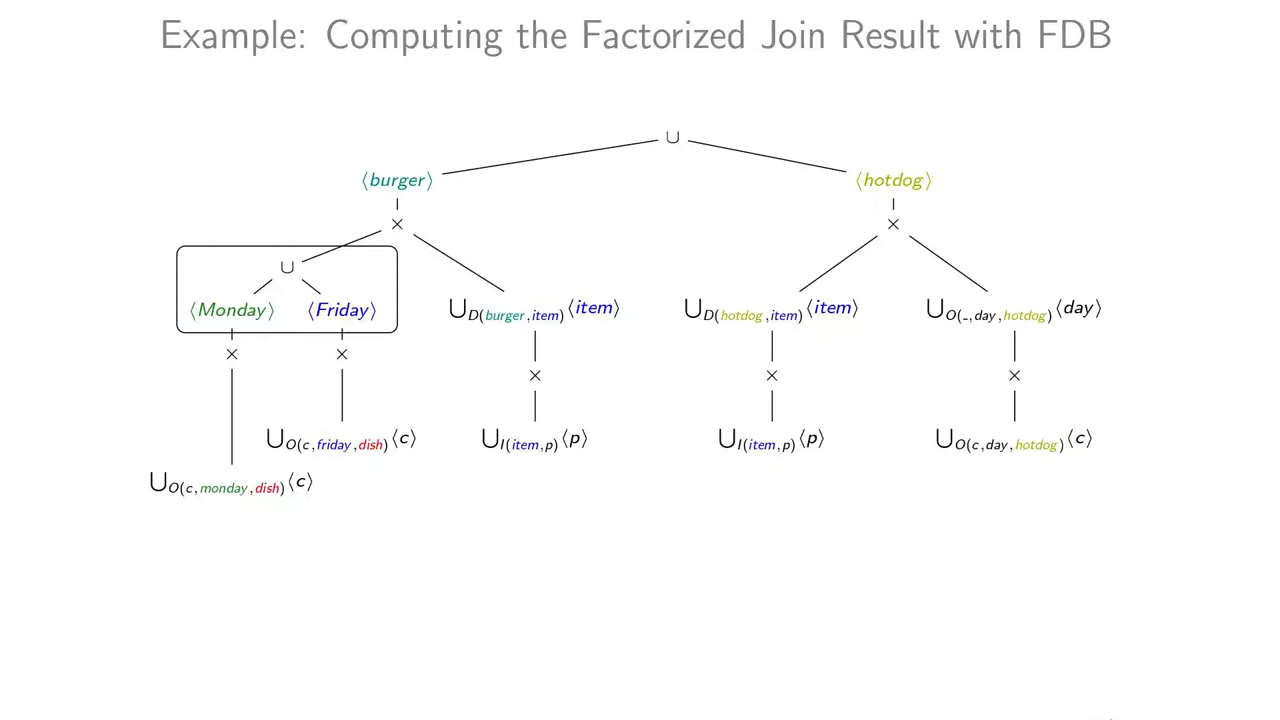 Example: Computing the Factorized Join Result with FDB
∪
⟨burger⟩ ⟨hotdog⟩
× ×
∪
⟨Monday⟩ ⟨Friday⟩ ⋃O(c,friday,dish)⟨c⟩
⋃D(burger,item)⟨item⟩ ⋃D(hotdog,item)⟨item⟩ ⋃O(_,day,hotdog)⟨day⟩
× ×
× × ×
⋃I(item,p)⟨p⟩ ⋃I(item,p)⟨p⟩ ⋃O(c,day,hotdog)⟨c⟩
⋃O(c,monday,dish)⟨c⟩